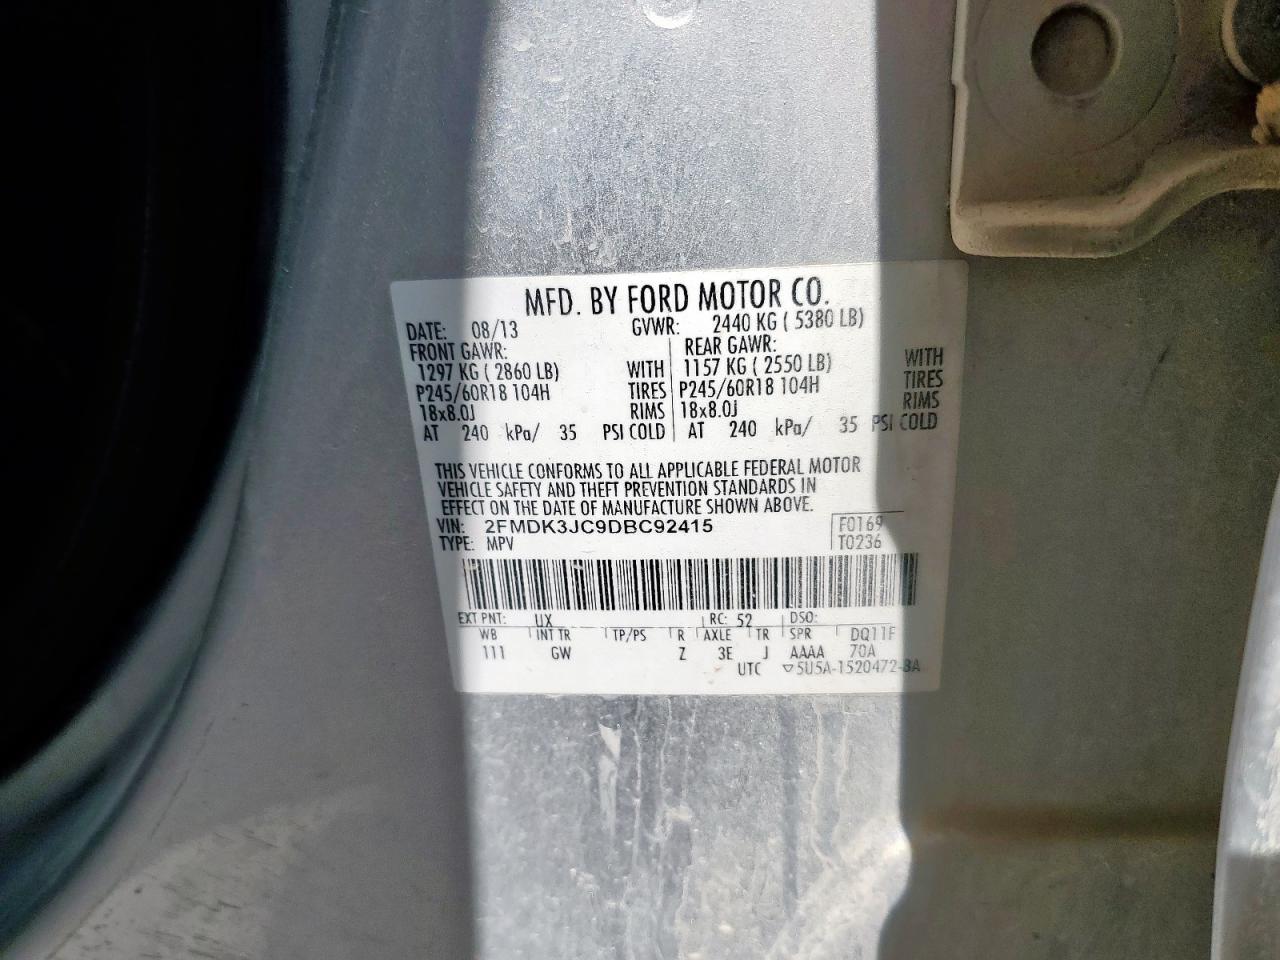 MFD. BY FORD MOTOR CO.
DATE: 08/13 GVWR: 2440 KG ( 5380 LB)
FRONT GAWR: REAR GAWR:
1297 KG ( 2860 LB) WITH 1157 KG ( 2550 LB) WITH
P245/60R18 104H TIRES P245/60R18 104H TIRES
18x8.0J RIMS 18x8.0J RIMS
AT 240 kPa/ 35 PSI COLD AT 240 kPa/ 35 PSI COLD
THIS VEHICLE CONFORMS TO ALL APPLICABLE FEDERAL MOTOR
VEHICLE SAFETY AND THEFT PREVENTION STANDARDS IN
EFFECT ON THE DATE OF MANUFACTURE SHOWN ABOVE.
VIN: 2FMDK3JC9DBC92415 F0169
TYPE: MPV T0236
EXT PNT: UX RC: 52 DSO:
WB INT TR TP/PS R AXLE TR SPR DQ11F
111 GW Z 3E J AAAA 70A
UTC ▽5U5A-1520472-BA